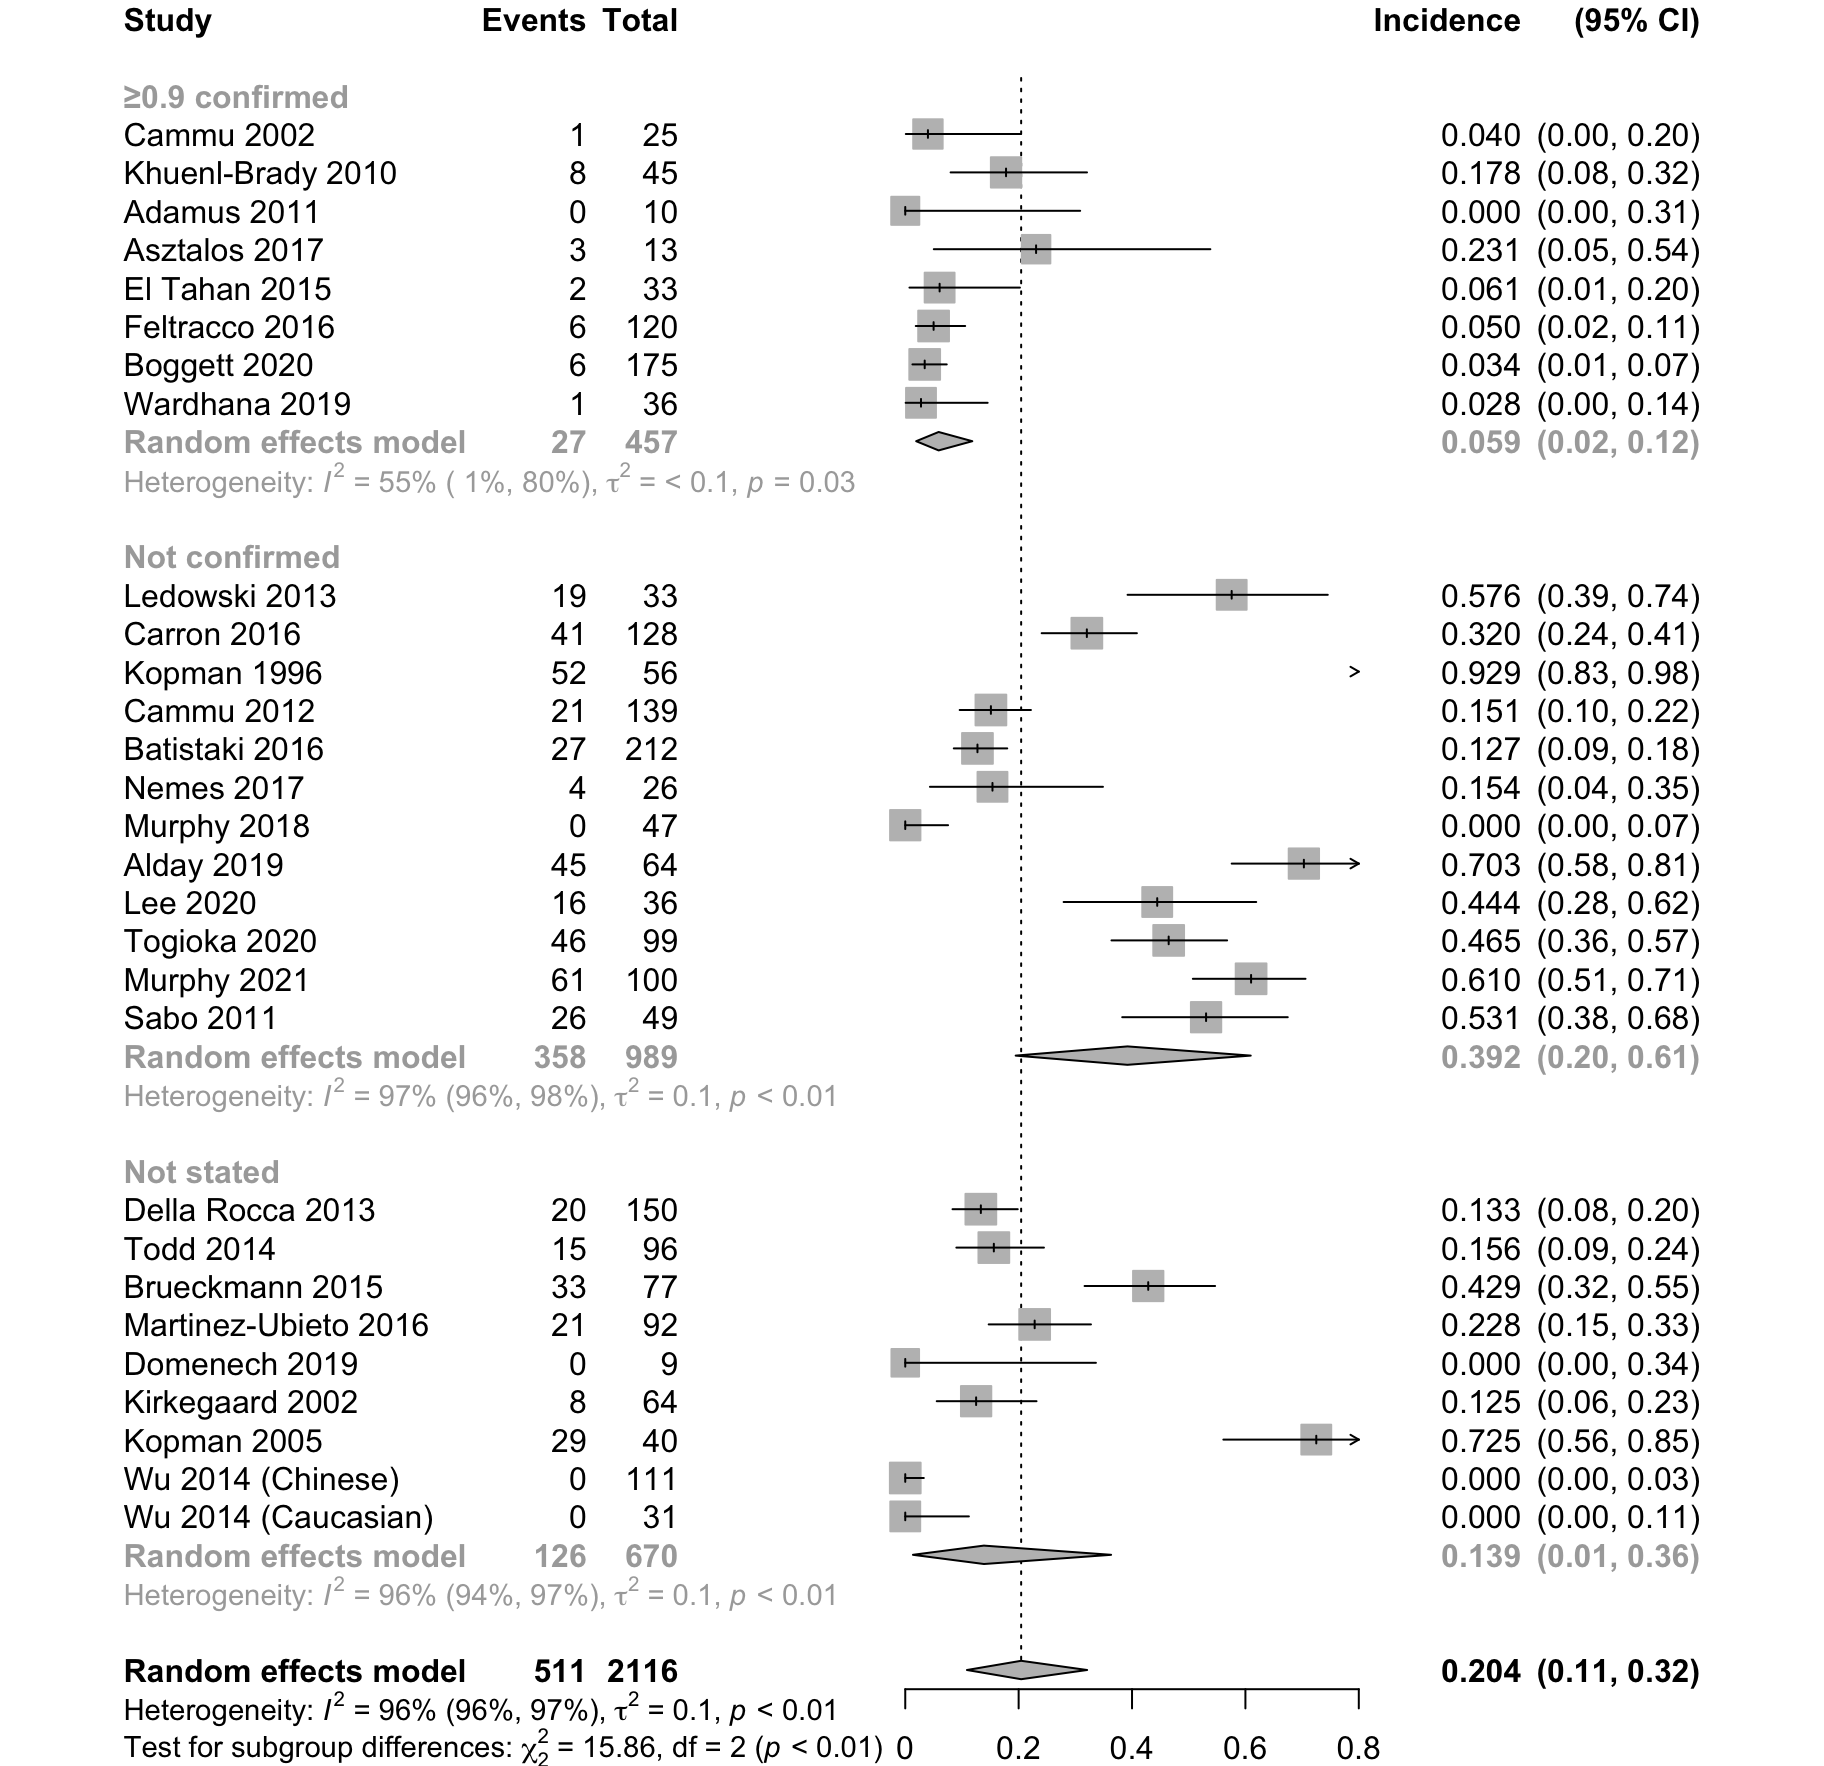 Study Events Total Incidence (95% CI)
≥0.9 confirmed
Cammu 2002 1 25 0.040 (0.00, 0.20)
Khuenl-Brady 2010 8 45 0.178 (0.08, 0.32)
Adamus 2011 0 10 0.000 (0.00, 0.31)
Asztalos 2017 3 13 0.231 (0.05, 0.54)
El Tahan 2015 2 33 0.061 (0.01, 0.20)
Feltracco 2016 6 120 0.050 (0.02, 0.11)
Boggett 2020 6 175 0.034 (0.01, 0.07)
Wardhana 2019 1 36 0.028 (0.00, 0.14)
Random effects model 27 457 0.059 (0.02, 0.12)
Heterogeneity: I² = 55% ( 1%, 80%), τ² = < 0.1, p = 0.03
Not confirmed
Ledowski 2013 19 33 0.576 (0.39, 0.74)
Carron 2016 41 128 0.320 (0.24, 0.41)
Kopman 1996 52 56 0.929 (0.83, 0.98)
Cammu 2012 21 139 0.151 (0.10, 0.22)
Batistaki 2016 27 212 0.127 (0.09, 0.18)
Nemes 2017 4 26 0.154 (0.04, 0.35)
Murphy 2018 0 47 0.000 (0.00, 0.07)
Alday 2019 45 64 0.703 (0.58, 0.81)
Lee 2020 16 36 0.444 (0.28, 0.62)
Togioka 2020 46 99 0.465 (0.36, 0.57)
Murphy 2021 61 100 0.610 (0.51, 0.71)
Sabo 2011 26 49 0.531 (0.38, 0.68)
Random effects model 358 989 0.392 (0.20, 0.61)
Heterogeneity: I² = 97% (96%, 98%), τ² = 0.1, p < 0.01
Not stated
Della Rocca 2013 20 150 0.133 (0.08, 0.20)
Todd 2014 15 96 0.156 (0.09, 0.24)
Brueckmann 2015 33 77 0.429 (0.32, 0.55)
Martinez-Ubieto 2016 21 92 0.228 (0.15, 0.33)
Domenech 2019 0 9 0.000 (0.00, 0.34)
Kirkegaard 2002 8 64 0.125 (0.06, 0.23)
Kopman 2005 29 40 0.725 (0.56, 0.85)
Wu 2014 (Chinese) 0 111 0.000 (0.00, 0.03)
Wu 2014 (Caucasian) 0 31 0.000 (0.00, 0.11)
Random effects model 126 670 0.139 (0.01, 0.36)
Heterogeneity: I² = 96% (94%, 97%), τ² = 0.1, p < 0.01
Random effects model 511 2116 0.204 (0.11, 0.32)
Heterogeneity: I² = 96% (96%, 97%), τ² = 0.1, p < 0.01
Test for subgroup differences: χ²₂ = 15.86, df = 2 (p < 0.01) 0 0.2 0.4 0.6 0.8